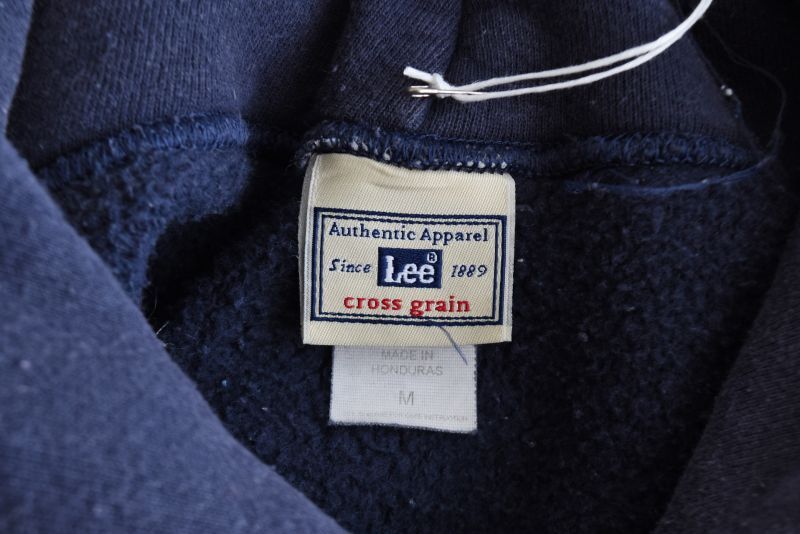 Authentic Apparel
Since Lee® 1889
cross grain
MADE IN
HONDURAS
M